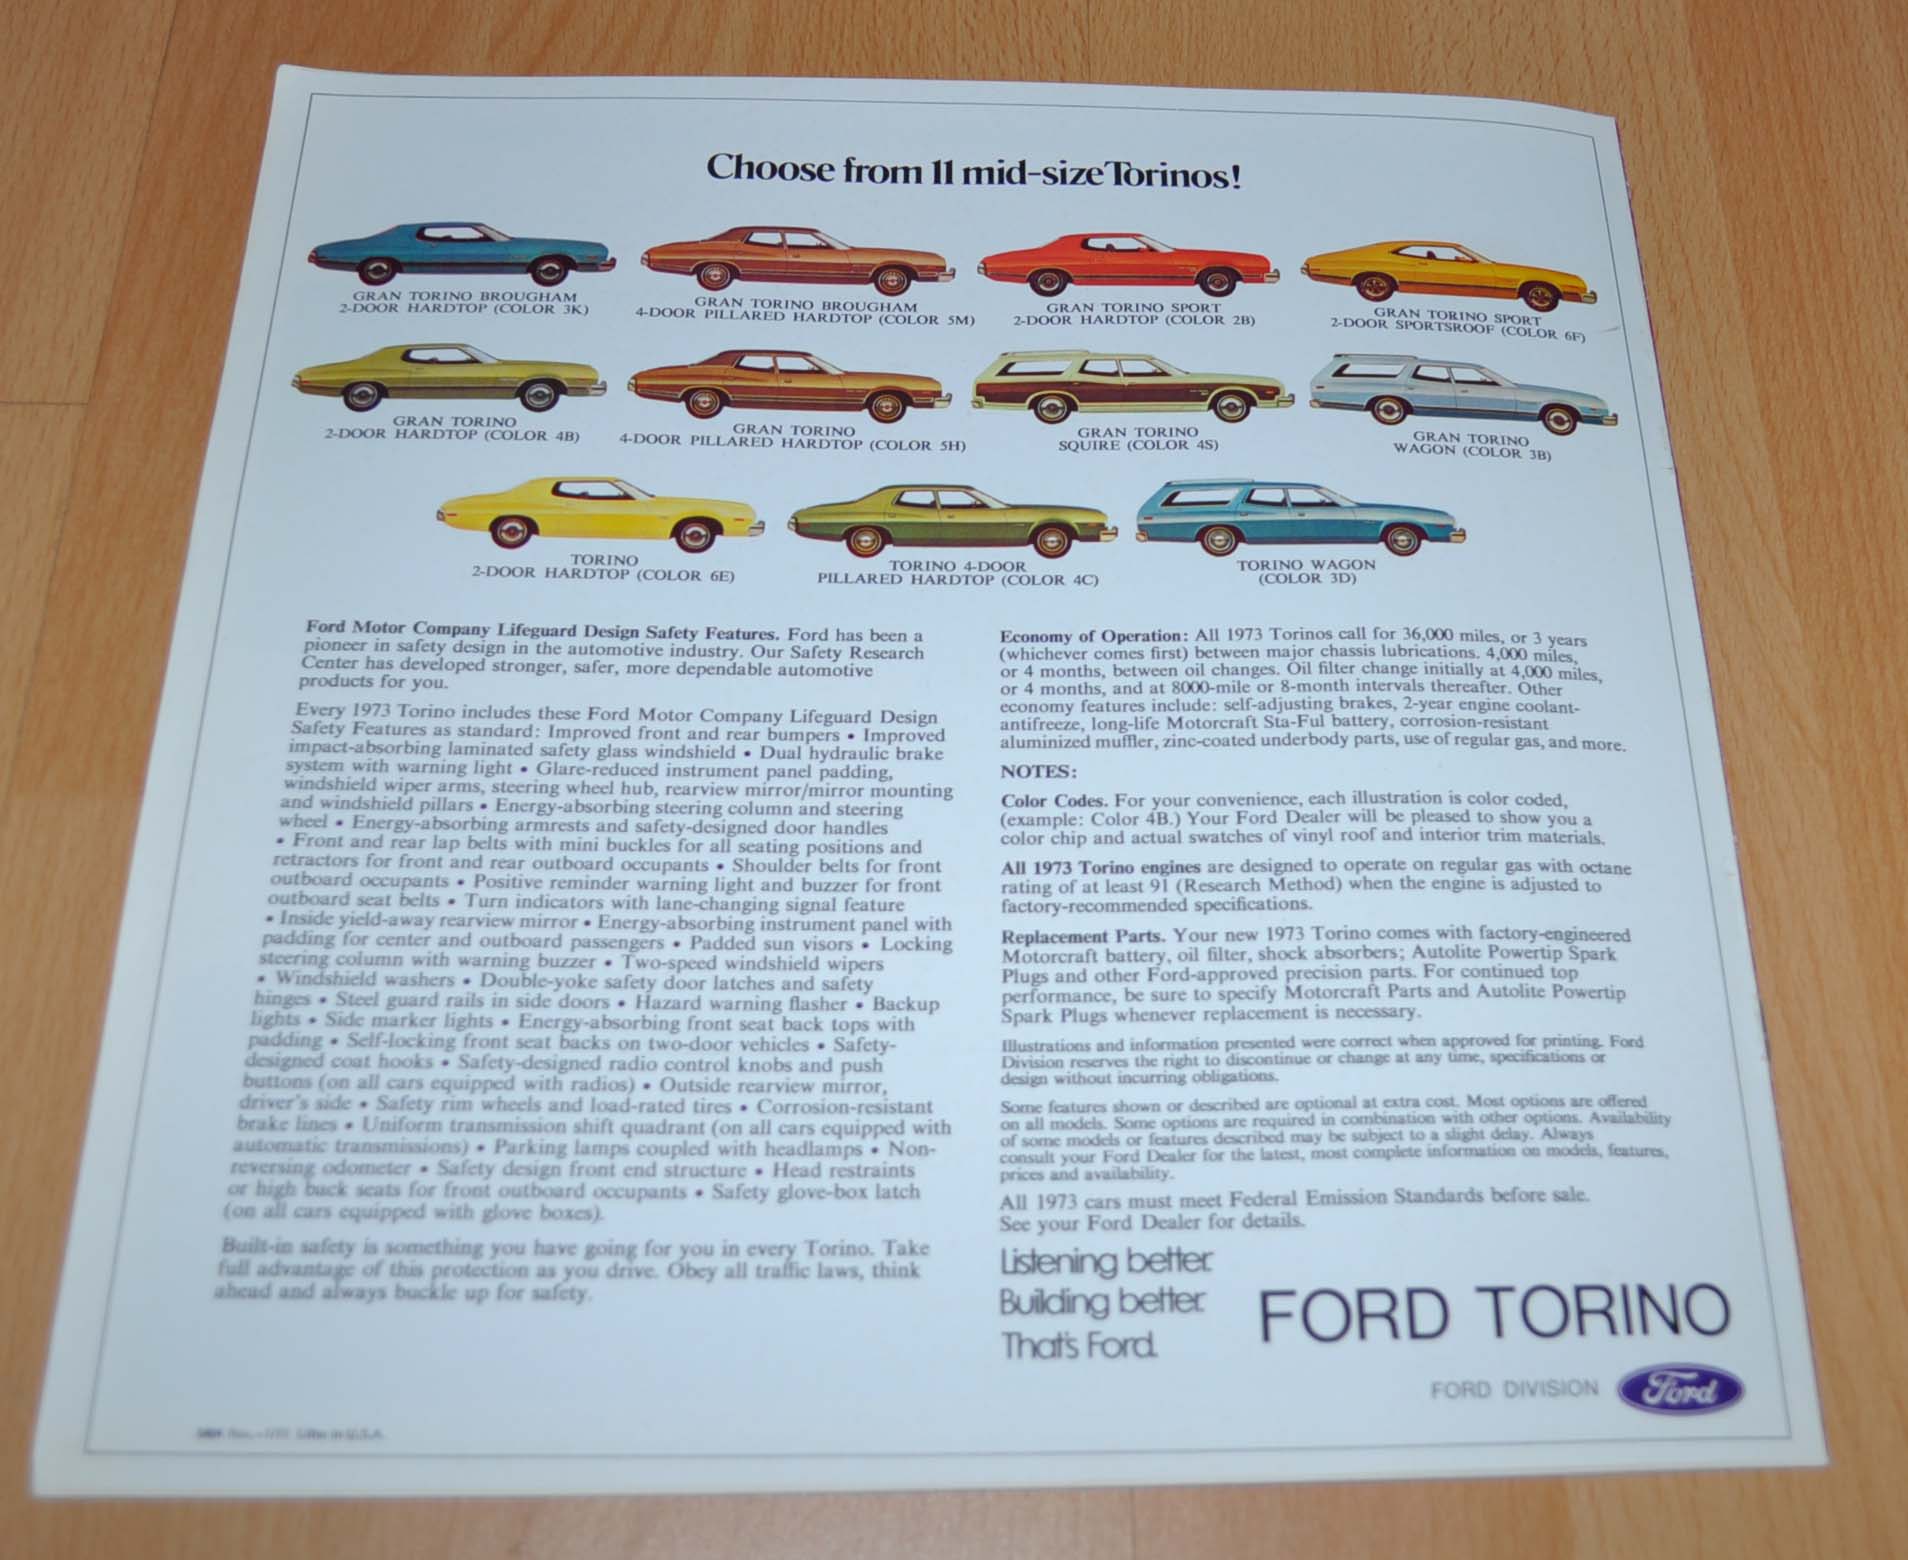 Choose from 11 mid-size Torinos!
GRAN TORINO BROUGHAM
2-DOOR HARDTOP (COLOR 3K)
GRAN TORINO BROUGHAM
4-DOOR PILLARED HARDTOP (COLOR 5M)
GRAN TORINO SPORT
2-DOOR HARDTOP (COLOR 2B)
GRAN TORINO SPORT
2-DOOR SPORTSROOF (COLOR 6F)
GRAN TORINO
2-DOOR HARDTOP (COLOR 4B)
GRAN TORINO
4-DOOR PILLARED HARDTOP (COLOR 5H)
GRAN TORINO
SQUIRE (COLOR 4S)
GRAN TORINO
WAGON (COLOR 3B)
TORINO
2-DOOR HARDTOP (COLOR 6E)
TORINO 4-DOOR
PILLARED HARDTOP (COLOR 4C)
TORINO WAGON
(COLOR 3D)
Ford Motor Company Lifeguard Design Safety Features. Ford has been a
pioneer in safety design in the automotive industry. Our Safety Research
Center has developed stronger, safer, more dependable automotive
products for you.
Every 1973 Torino includes these Ford Motor Company Lifeguard Design
Safety Features as standard: Improved front and rear bumpers • Improved
impact-absorbing laminated safety glass windshield • Dual hydraulic brake
system with warning light • Glare-reduced instrument panel padding,
windshield wiper arms, steering wheel hub, rearview mirror/mirror mounting
and windshield pillars • Energy-absorbing steering column and steering
wheel • Energy-absorbing armrests and safety-designed door handles
• Front and rear lap belts with mini buckles for all seating positions and
retractors for front and rear outboard occupants • Shoulder belts for front
outboard occupants • Positive reminder warning light and buzzer for front
outboard seat belts • Turn indicators with lane-changing signal feature
• Inside yield-away rearview mirror • Energy-absorbing instrument panel with
padding for center and outboard passengers • Padded sun visors • Locking
steering column with warning buzzer • Two-speed windshield wipers
• Windshield washers • Double-yoke safety door latches and safety
hinges • Steel guard rails in side doors • Hazard warning flasher • Backup
lights • Side marker lights • Energy-absorbing front seat back tops with
padding • Self-locking front seat backs on two-door vehicles • Safety-
designed coat hooks • Safety-designed radio control knobs and push
buttons (on all cars equipped with radios) • Outside rearview mirror,
driver's side • Safety rim wheels and load-rated tires • Corrosion-resistant
brake lines • Uniform transmission shift quadrant (on all cars equipped with
automatic transmissions) • Parking lamps coupled with headlamps • Non-
reversing odometer • Safety design front end structure • Head restraints
or high back seats for front outboard occupants • Safety glove-box latch
(on all cars equipped with glove boxes).
Built-in safety is something you have going for you in every Torino. Take
full advantage of this protection as you drive. Obey all traffic laws, think
ahead and always buckle up for safety.
Economy of Operation: All 1973 Torinos call for 36,000 miles, or 3 years
(whichever comes first) between major chassis lubrications. 4,000 miles,
or 4 months, between oil changes. Oil filter change initially at 4,000 miles,
or 4 months, and at 8000-mile or 8-month intervals thereafter. Other
economy features include: self-adjusting brakes, 2-year engine coolant-
antifreeze, long-life Motorcraft Sta-Ful battery, corrosion-resistant
aluminized muffler, zinc-coated underbody parts, use of regular gas, and more.
NOTES:
Color Codes. For your convenience, each illustration is color coded,
(example: Color 4B.) Your Ford Dealer will be pleased to show you a
color chip and actual swatches of vinyl roof and interior trim materials.
All 1973 Torino engines are designed to operate on regular gas with octane
rating of at least 91 (Research Method) when the engine is adjusted to
factory-recommended specifications.
Replacement Parts. Your new 1973 Torino comes with factory-engineered
Motorcraft battery, oil filter, shock absorbers; Autolite Powertip Spark
Plugs and other Ford-approved precision parts. For continued top
performance, be sure to specify Motorcraft Parts and Autolite Powertip
Spark Plugs whenever replacement is necessary.
Illustrations and information presented were correct when approved for printing. Ford
Division reserves the right to discontinue or change at any time, specifications or
design without incurring obligations.
Some features shown or described are optional at extra cost. Most options are offered
on all models. Some options are required in combination with other options. Availability
of some models or features described may be subject to a slight delay. Always
consult your Ford Dealer for the latest, most complete information on models, features,
prices and availability.
All 1973 cars must meet Federal Emission Standards before sale.
See your Ford Dealer for details.
Listening better.
Building better.
That's Ford.
FORD TORINO
FORD DIVISION
Ford
in U.S.A.